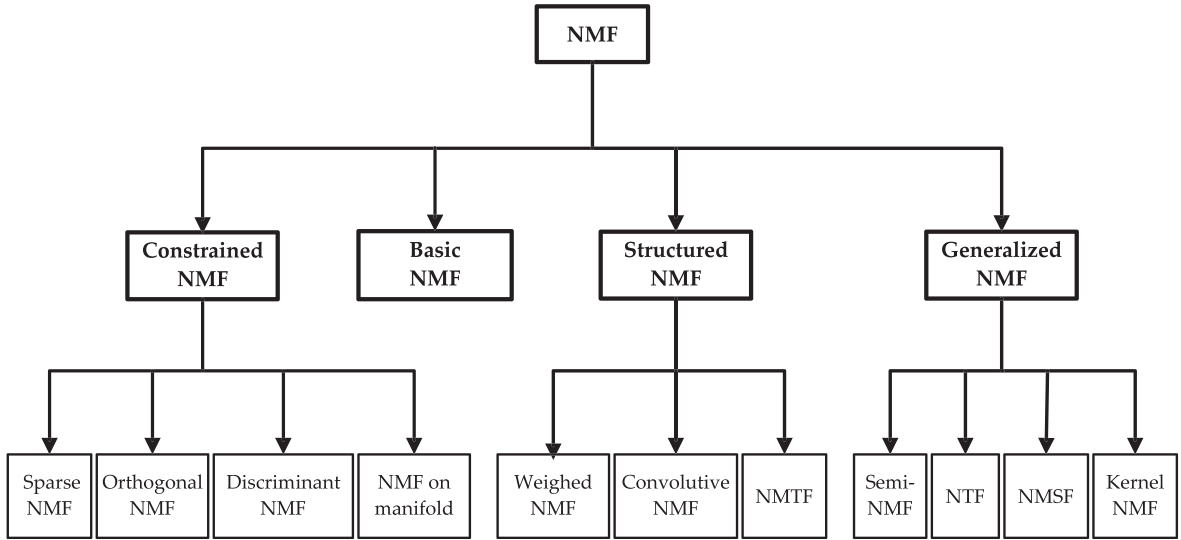 NMF
Constrained
NMF
Basic
NMF
Structured
NMF
Generalized
NMF
Sparse
NMF
Orthogonal
NMF
Discriminant
NMF
NMF on
manifold
Weighed
NMF
Convolutive
NMF
NMTF
Semi-
NMF
NTF
NMSF
Kernel
NMF